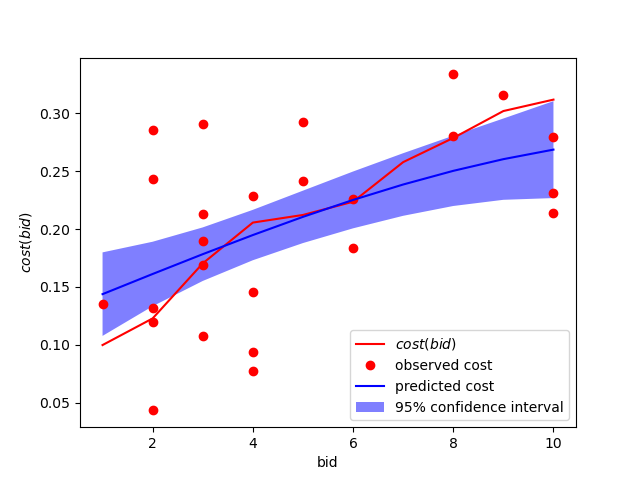 0.30
0.25
0.20
0.15
0.10
0.05
cost(bid)
cost(bid)
observed cost
predicted cost
95% confidence interval
2
4
6
8
10
bid